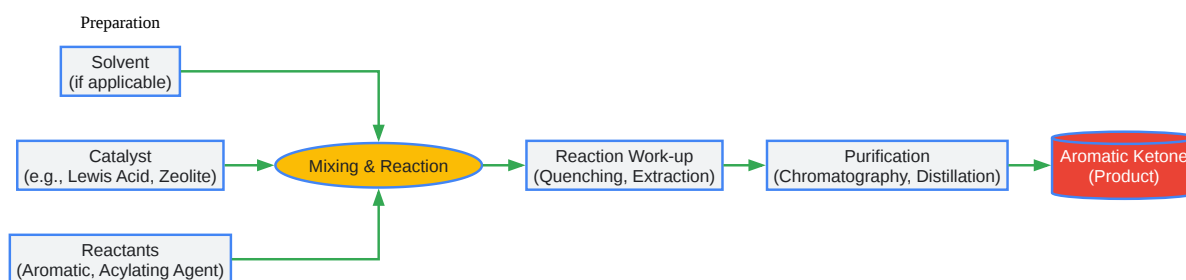 Preparation
Solvent
(if applicable)
Catalyst
(e.g., Lewis Acid, Zeolite)
Mixing & Reaction
Reaction Work-up
(Quenching, Extraction)
Purification
(Chromatography, Distillation)
Aromatic Ketone
(Product)
Reactants
(Aromatic, Acylating Agent)